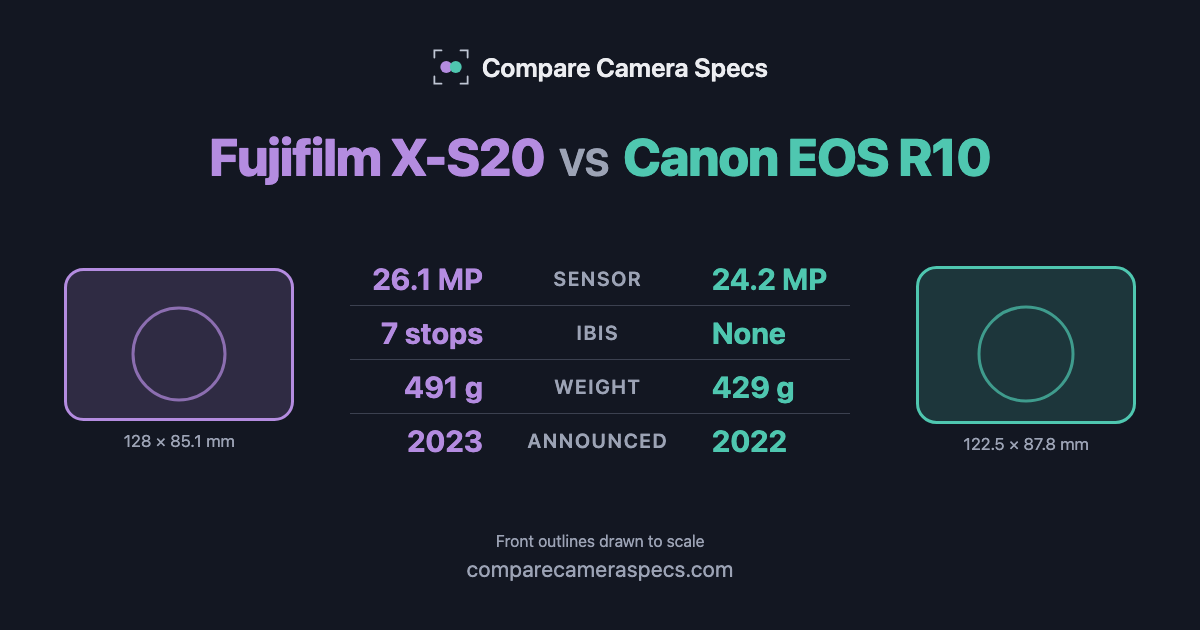 Compare Camera Specs
Fujifilm X-S20 vs Canon EOS R10
26.1 MP SENSOR 24.2 MP
7 stops IBIS None
491 g WEIGHT 429 g
2023 ANNOUNCED 2022
128 × 85.1 mm
122.5 × 87.8 mm
Front outlines drawn to scale
comparecameraspecs.com